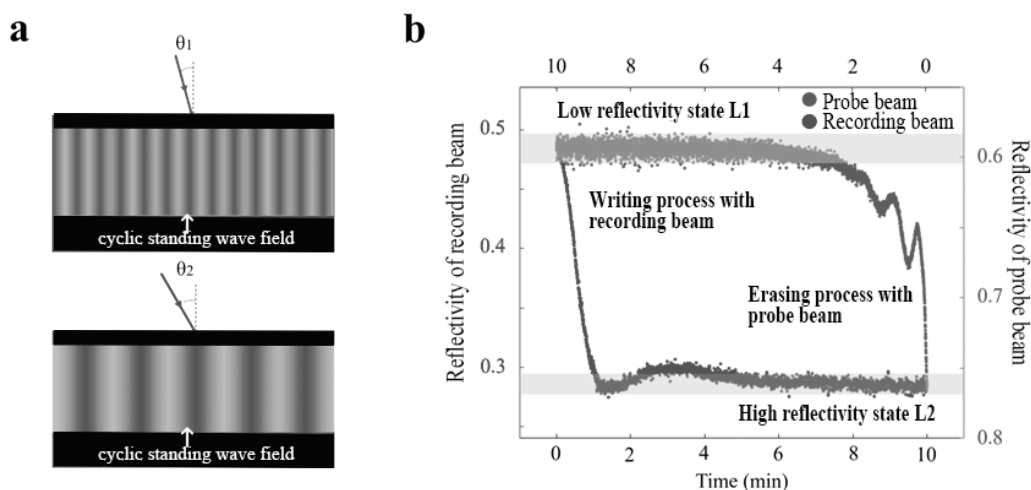 a
θ1
cyclic standing wave field
θ2
cyclic standing wave field
b
10 8 6 4 2 0
Low reflectivity state L1
Probe beam
Recording beam
0.5
0.4
0.3
Reflectivity of recording beam
Writing process with
recording beam
Erasing process with
probe beam
High reflectivity state L2
0.6
0.7
0.8
Reflectivity of probe beam
0 2 4 6 8 10
Time (min)